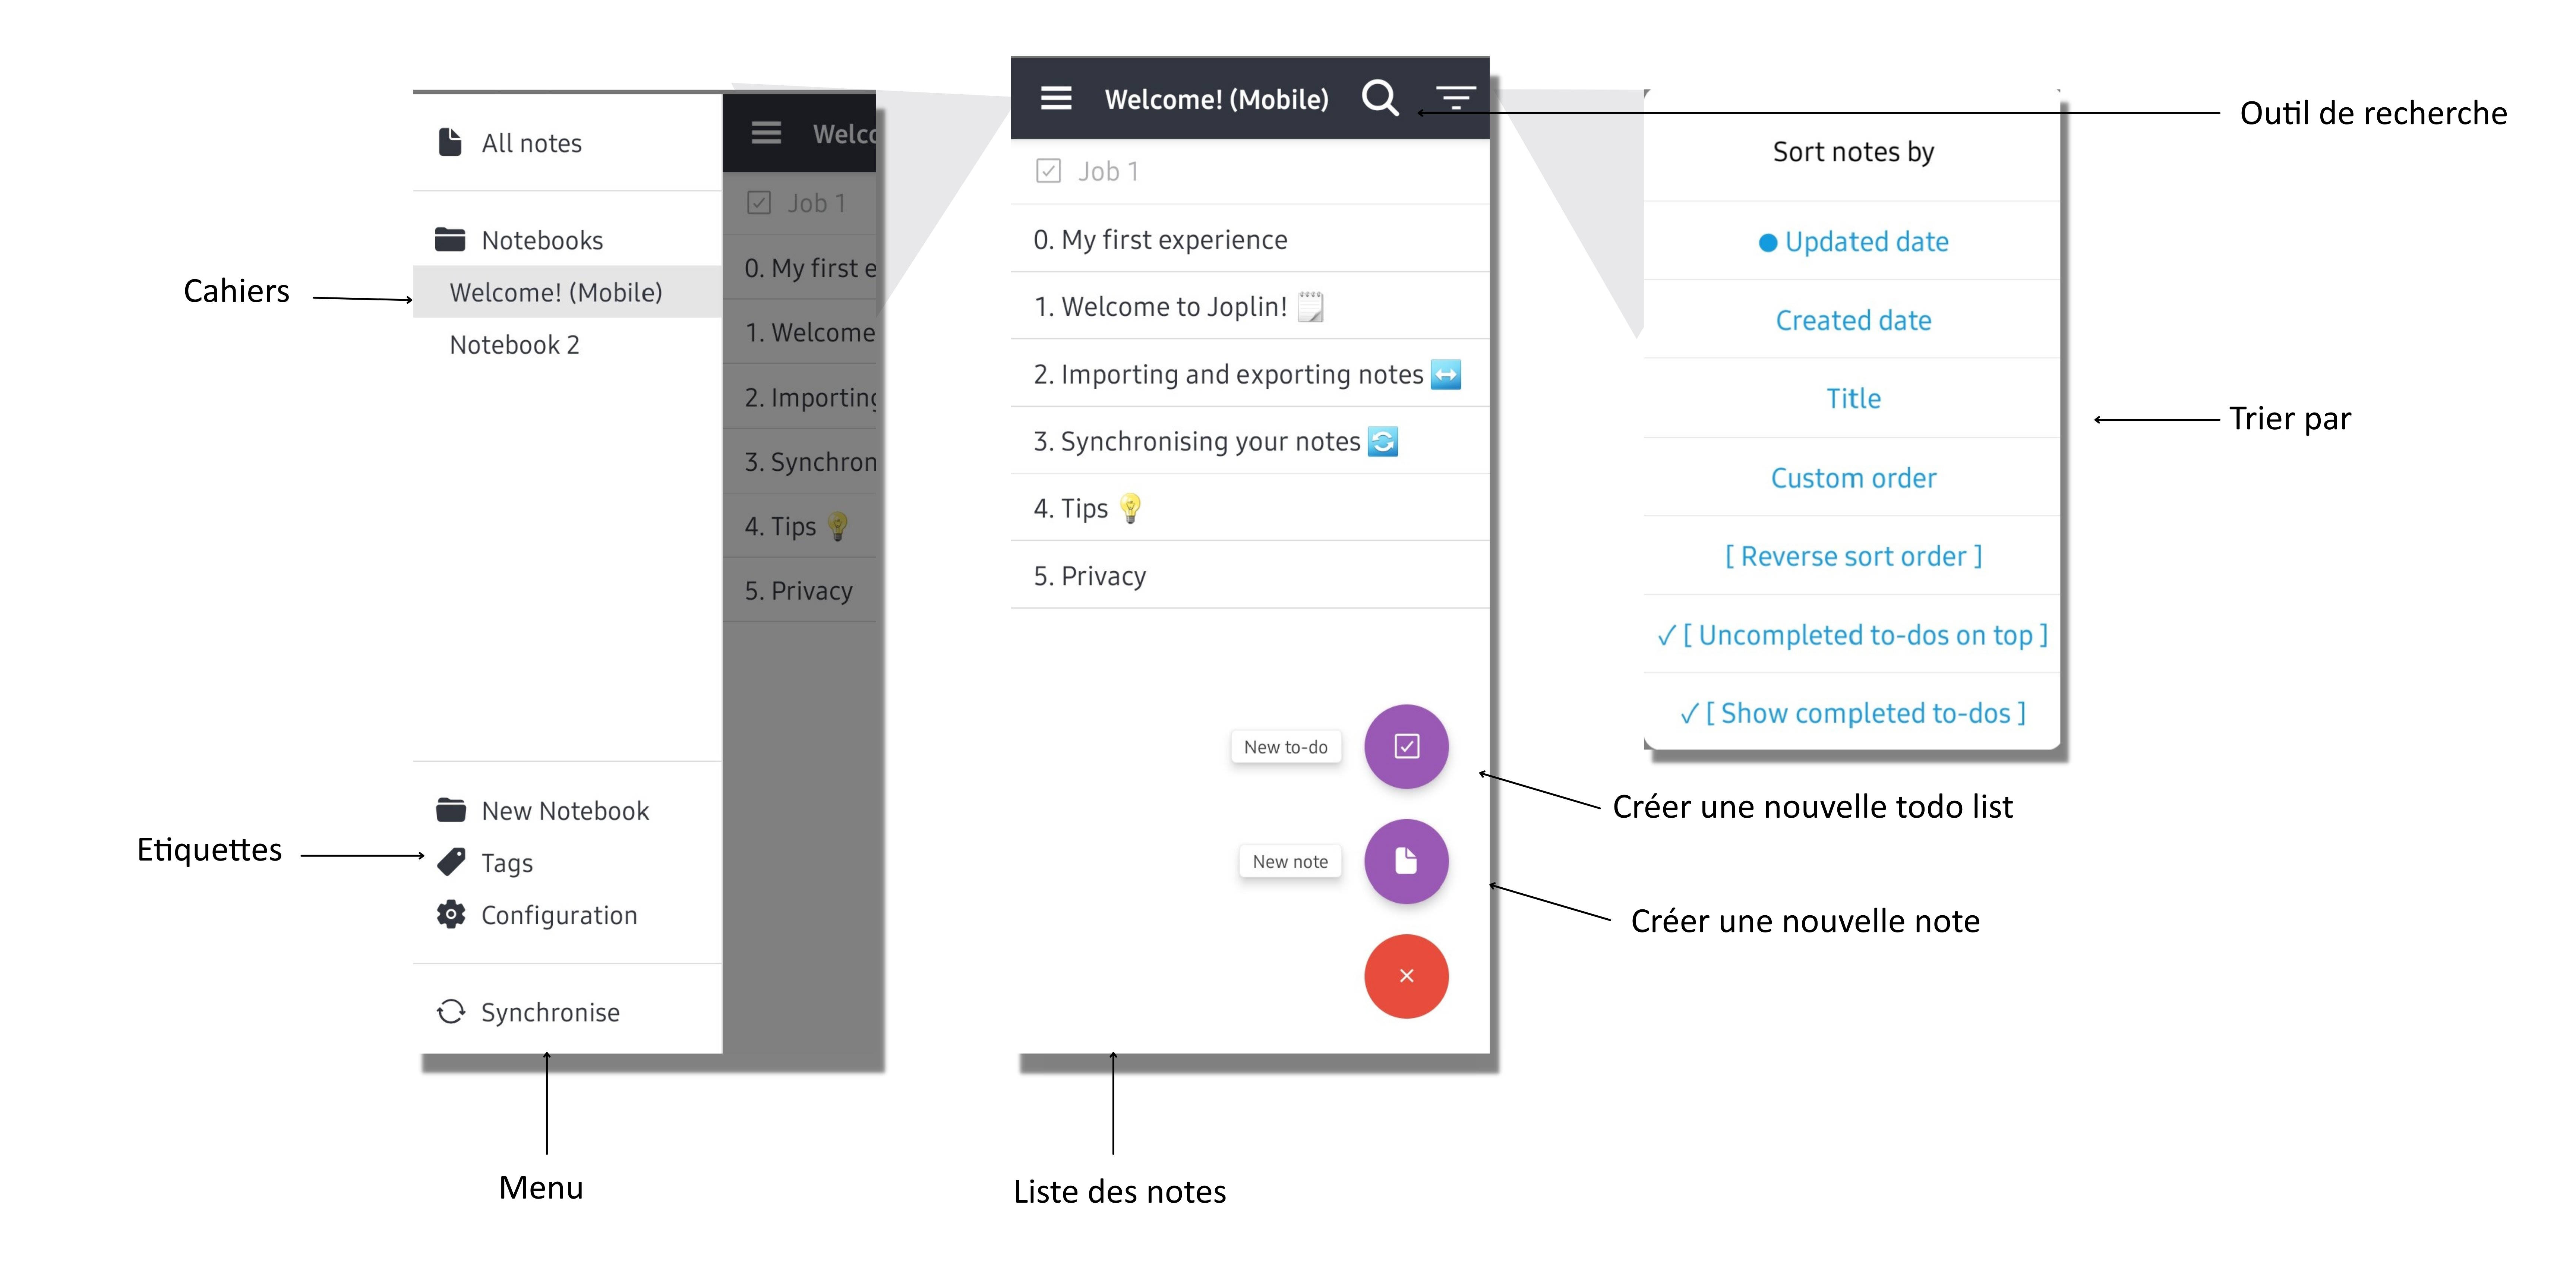 Cahiers
Etiquettes
All notes
Notebooks
Welcome! (Mobile)
Notebook 2
New Notebook
Tags
Configuration
Synchronise
Welco
Job 1
0. My first e
1. Welcome
2. Importing
3. Synchron
4. Tips 💡
5. Privacy
Menu
Welcome! (Mobile)
Job 1
0. My first experience
1. Welcome to Joplin! 🗒️
2. Importing and exporting notes ↔️
3. Synchronising your notes 🔄
4. Tips 💡
5. Privacy
New to-do
New note
Liste des notes
Sort notes by
Updated date
Created date
Title
Custom order
[ Reverse sort order ]
✓ [ Uncompleted to-dos on top ]
✓ [ Show completed to-dos ]
Outil de recherche
Trier par
Créer une nouvelle todo list
Créer une nouvelle note